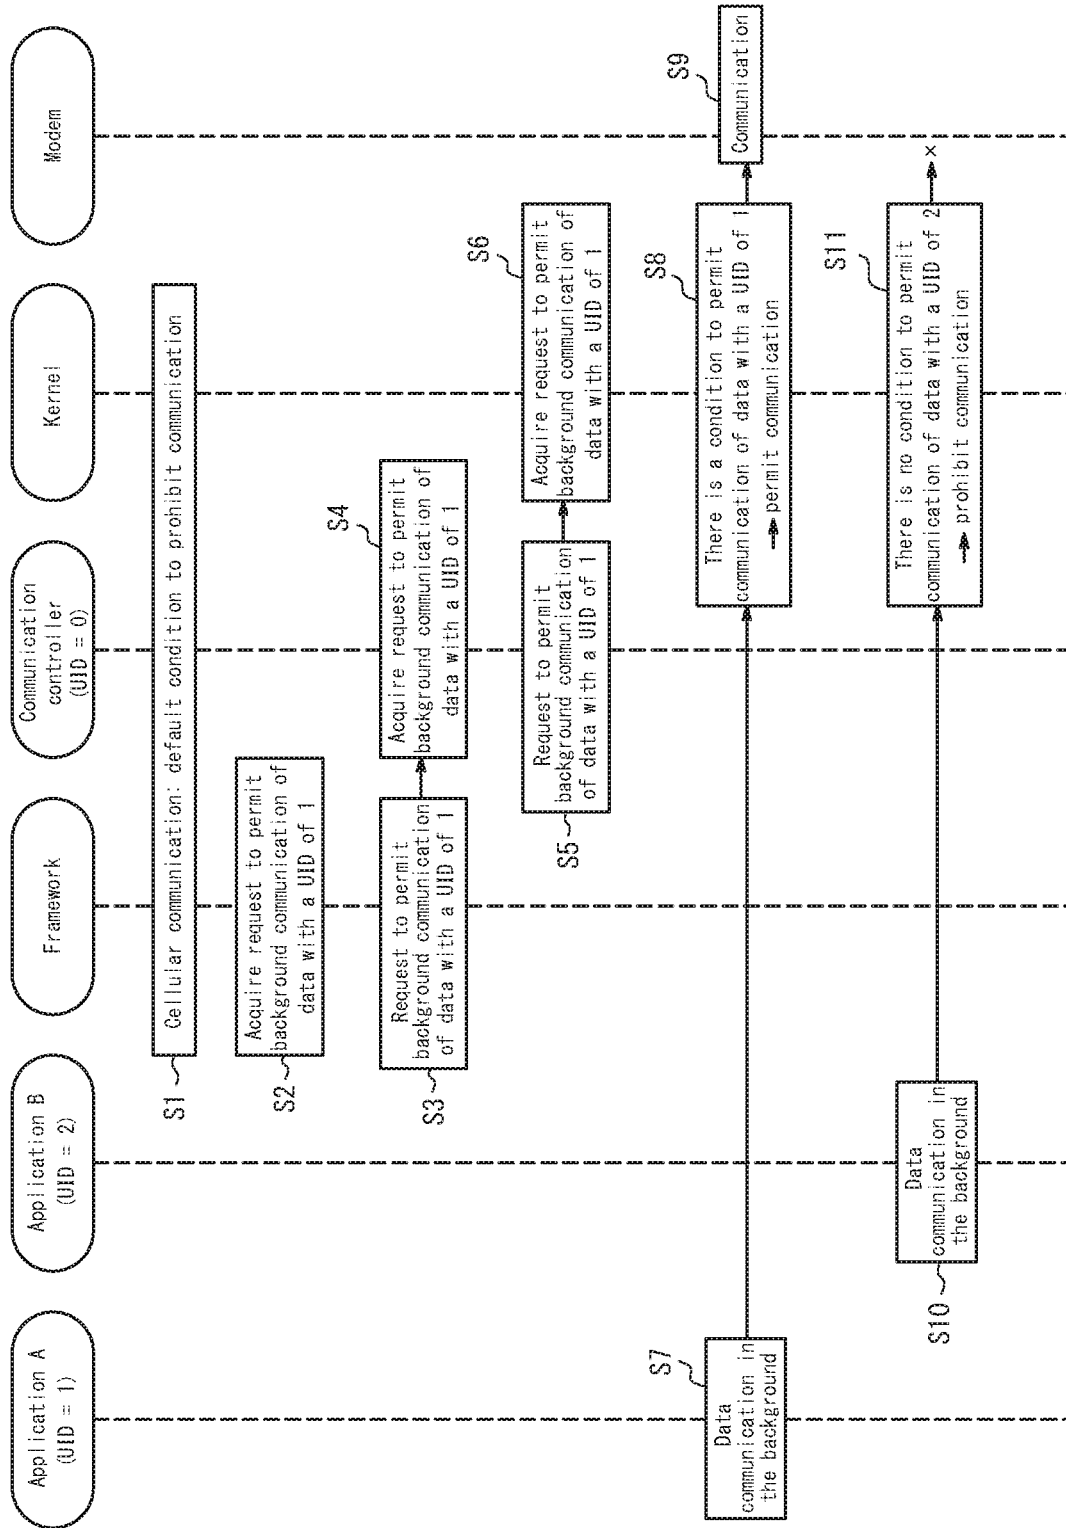 Application A
(UID = 1)
Application B
(UID = 2)
Framework
Communication
controller
(UID = 0)
Kernel
Modem
S1
Cellular communication: default condition to prohibit communication
S2
Acquire request to permit
background communication of
data with a UID of 1
S3
Request to permit
background communication
of data with a UID of 1
S4
Acquire request to permit
background communication of
data with a UID of 1
S5
Request to permit
background communication
of data with a UID of 1
S6
Acquire request to permit
background communication of
data with a UID of 1
S7
Data
communication in
the background
S8
There is a condition to permit
communication of data with a UID of 1
→ permit communication
S9
Communication
S10
Data
communication in
the background
S11
There is no condition to permit
communication of data with a UID of 2
→ prohibit communication
×